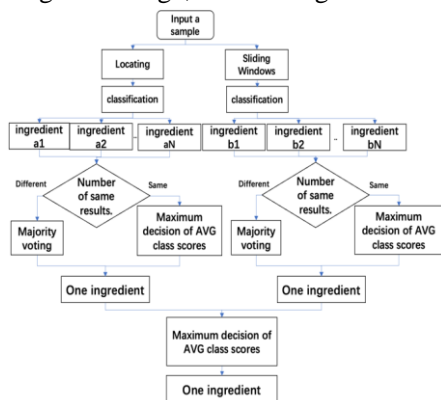 Input a
sample
Locating
Sliding
Windows
classification
classification
ingredient
a1
ingredient
a2
..
ingredient
aN
ingredient
b1
ingredient
b2
..
ingredient
bN
Different
Number
of same
results.
Same
Different
Number
of same
results.
Same
Majority
voting
Maximum
decision of AVG
class scores
Majority
voting
Maximum
decision of AVG
class scores
One ingredient
One ingredient
Maximum decision of
AVG class scores
One ingredient